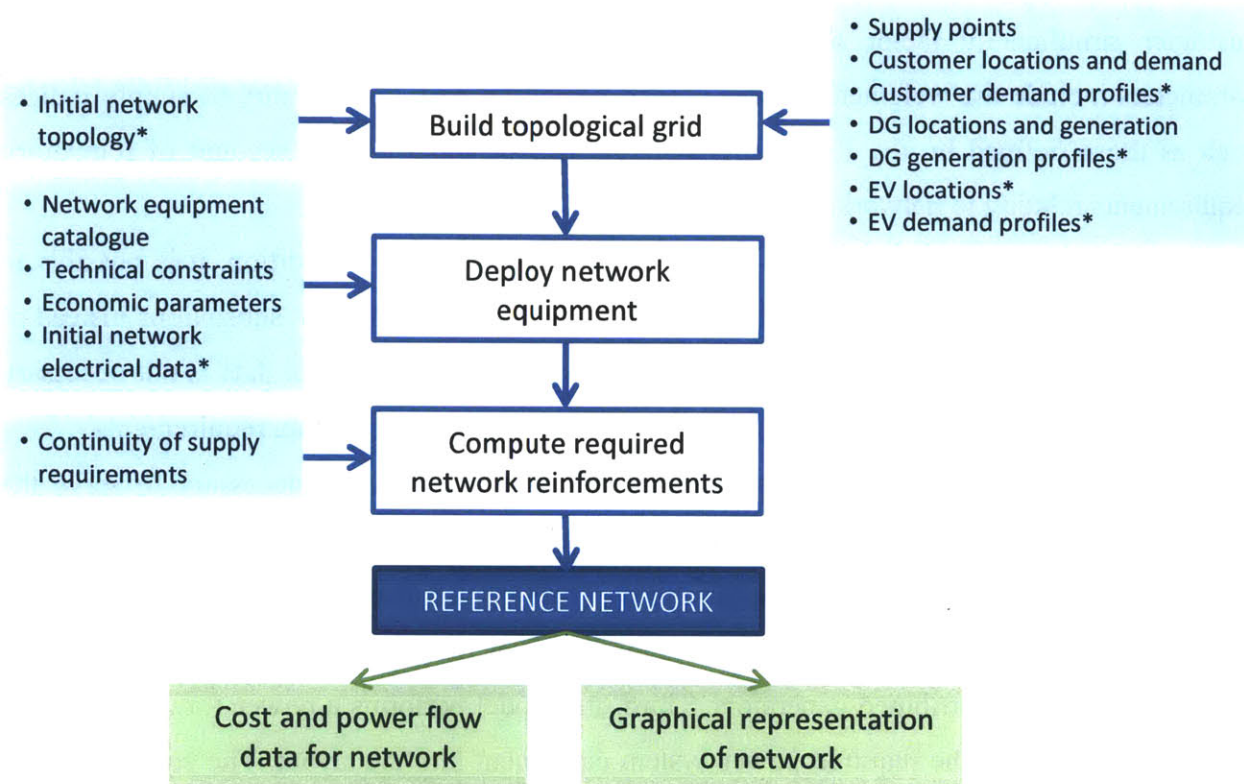 • Initial network
topology*
Build topological grid
• Supply points
• Customer locations and demand
• Customer demand profiles*
• DG locations and generation
• DG generation profiles*
• EV locations*
• EV demand profiles*
• Network equipment
catalogue
• Technical constraints
• Economic parameters
• Initial network
electrical data*
Deploy network
equipment
• Continuity of supply
requirements
Compute required
network reinforcements
REFERENCE NETWORK
Cost and power flow
data for network
Graphical representation
of network